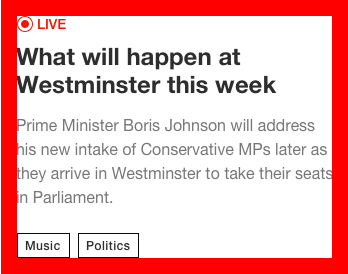 LIVE
What will happen at
Westminster this week
Prime Minister Boris Johnson will address
his new intake of Conservative MPs later as
they arrive in Westminster to take their seats
in Parliament.
Music Politics